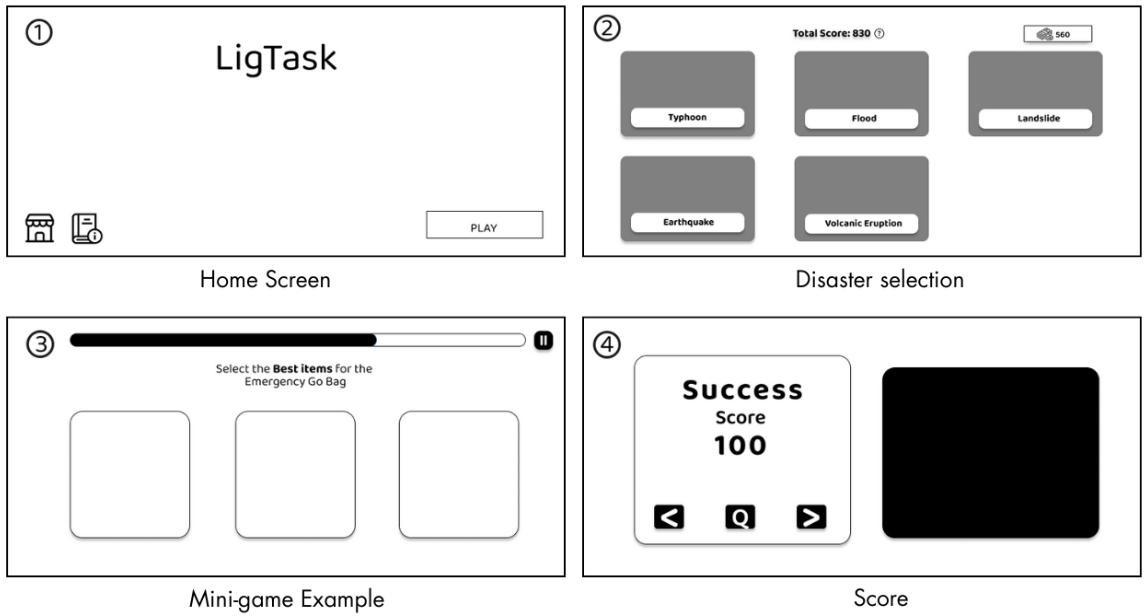 1
LigTask
PLAY
Home Screen
2
Total Score: 830 ?
560
Typhoon
Flood
Landslide
Earthquake
Volcanic Eruption
Disaster selection
3
Select the Best items for the
Emergency Go Bag
Mini-game Example
4
Success
Score
100
< Q >
Score